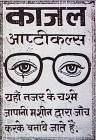 काजल
आप्टीकल्स
यहाँ नजर के चश्मे
जापानी मशीन द्वारा जाँच
करके बनाये जाते है.